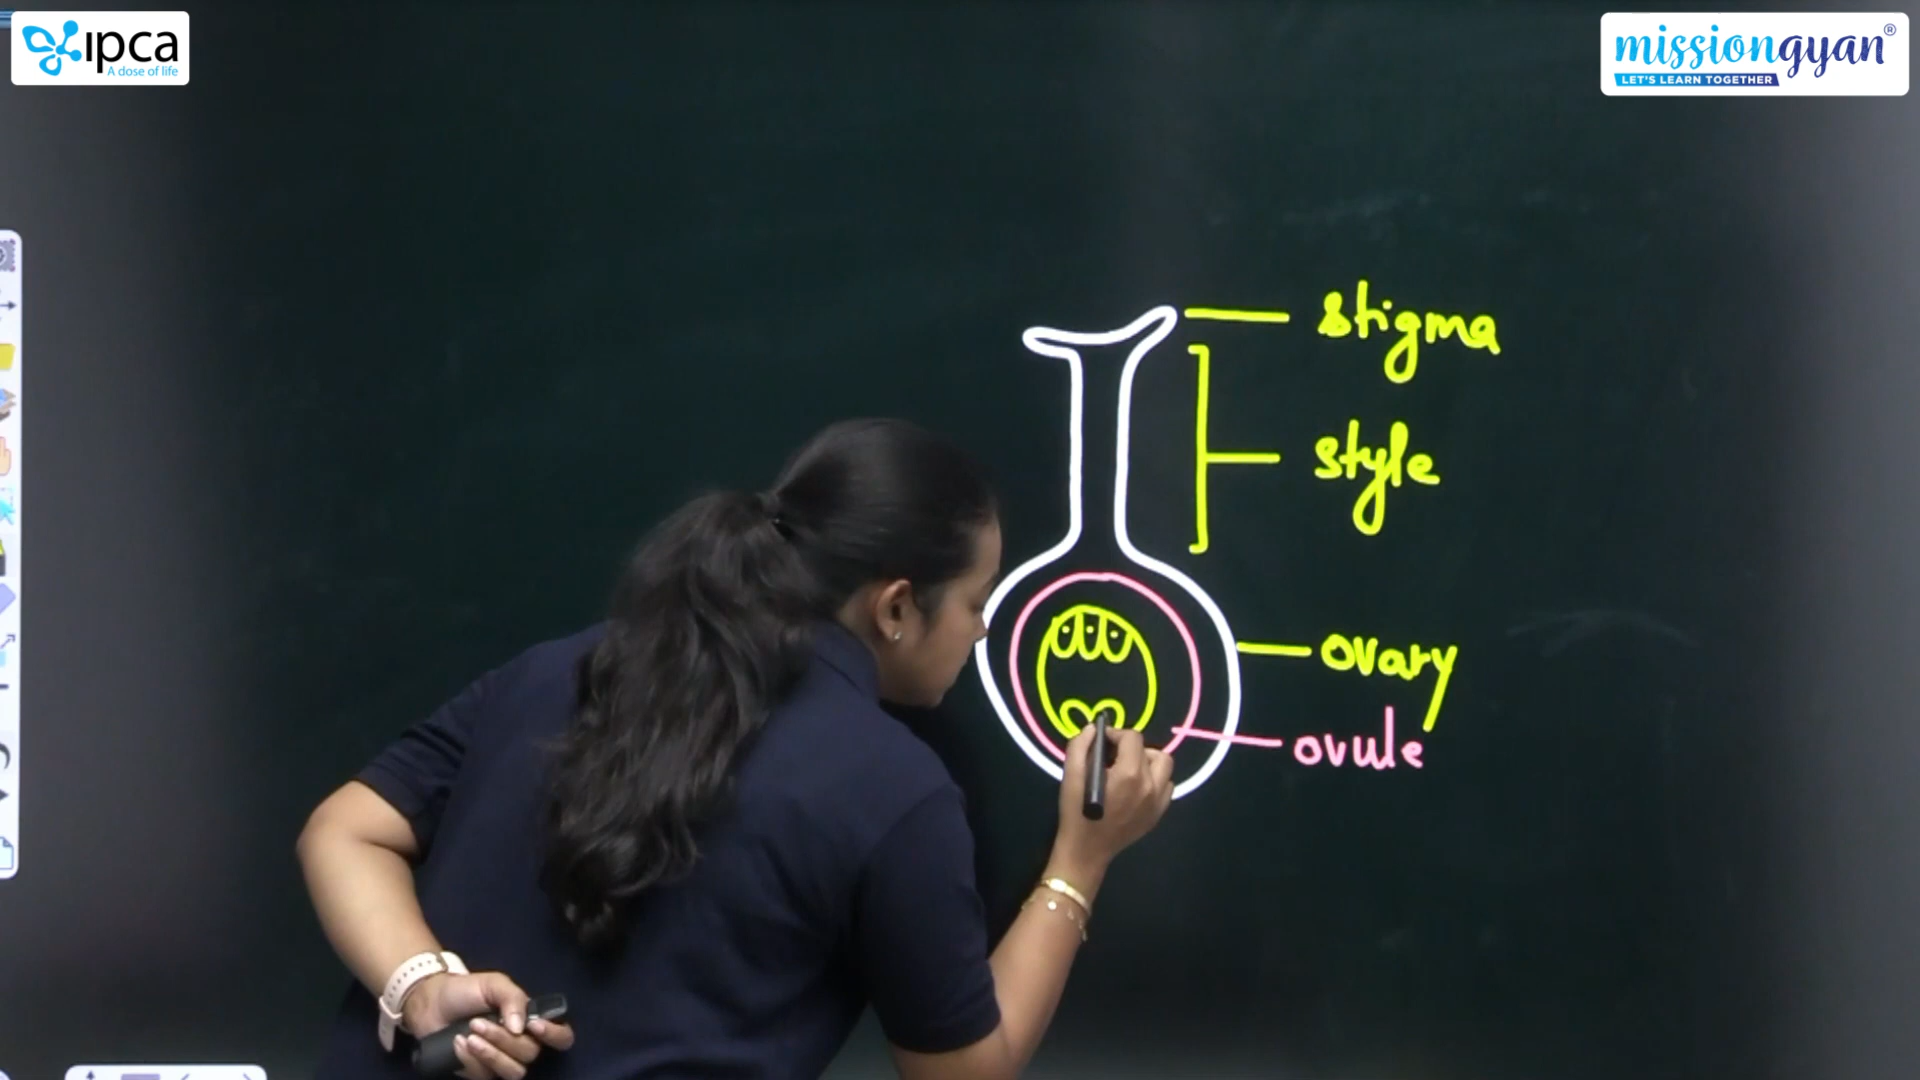 ipca
A dose of life
missiongyan®
LET'S LEARN TOGETHER
stigma
style
ovary
ovule